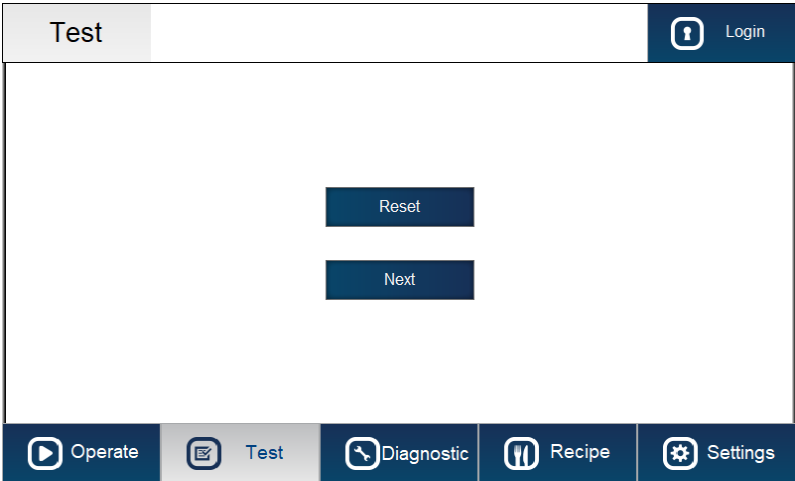 Test
Login
Reset
Next
Operate
Test
Diagnostic
Recipe
Settings